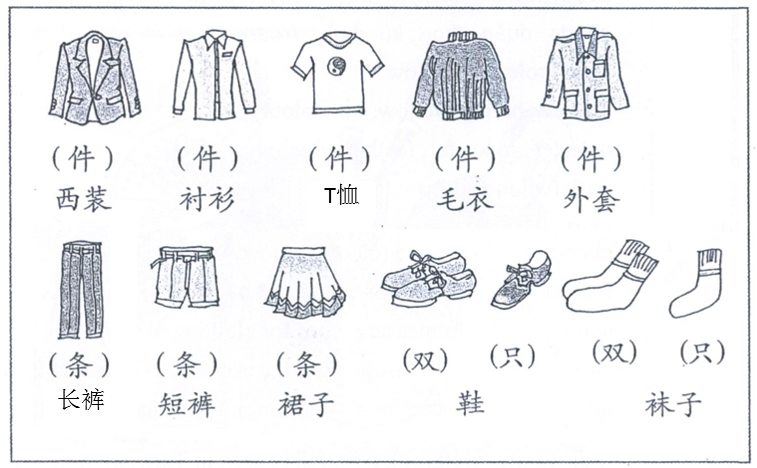 (件) (件) (件) (件) (件)
西装 衬衫 T恤 毛衣 外套
(条) (条) (条) (双) (只) (双) (只)
长裤 短裤 裙子 鞋 袜子